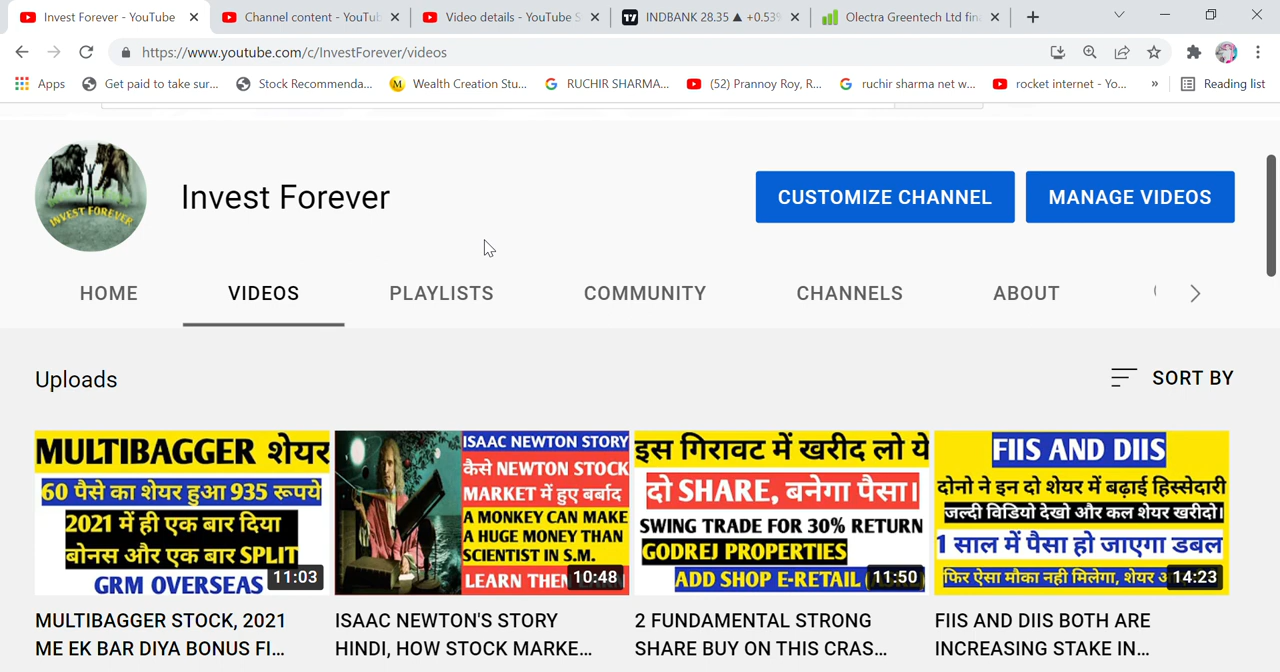 Invest Forever - YouTube
Channel content - YouTub
Video details - YouTube S
INDBANK 28.35 ▲ +0.53%
Olectra Greentech Ltd fin
https://www.youtube.com/c/InvestForever/videos
Apps
Get paid to take sur...
Stock Recommenda...
Wealth Creation Stu...
RUCHIR SHARMA...
(52) Prannoy Roy, R...
ruchir sharma net w...
rocket internet - Yo...
»
Reading list
INVEST FOREVER
Invest Forever
CUSTOMIZE CHANNEL
MANAGE VIDEOS
HOME
VIDEOS
PLAYLISTS
COMMUNITY
CHANNELS
ABOUT
Uploads
SORT BY
MULTIBAGGER शेयर
60 पैसे का शेयर हुआ 935 रूपये
2021 में ही एक बार दिया
बोनस और एक बार SPLIT
GRM OVERSEAS
11:03
MULTIBAGGER STOCK, 2021
ME EK BAR DIYA BONUS FI...
ISAAC NEWTON STORY
कैसे NEWTON STOCK
MARKET में हुए बर्बाद
A MONKEY CAN MAKE
A HUGE MONEY THAN
SCIENTIST IN S.M.
LEARN THEN
10:48
ISAAC NEWTON'S STORY
HINDI, HOW STOCK MARKE...
इस गिरावट में खरीद लो ये
दो SHARE, बनेगा पैसा।
SWING TRADE FOR 30% RETURN
GODREJ PROPERTIES
ADD SHOP E-RETAIL
11:50
2 FUNDAMENTAL STRONG
SHARE BUY ON THIS CRAS...
FIIS AND DIIS
दोनो ने इन दो शेयर में बढ़ाई हिस्सेदारी
जल्दी विडियो देखो और कल शेयर खरीदो।
1 साल में पैसा हो जाएगा डबल
फिर ऐसा मौका नही मिलेगा, शेयर
14:23
FIIS AND DIIS BOTH ARE
INCREASING STAKE IN...